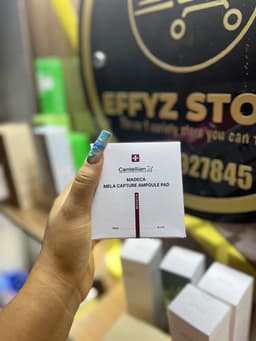 EFFYZ STO
927845
Centellian24
MADECA
MELA CAPTURE AMPOULE PAD